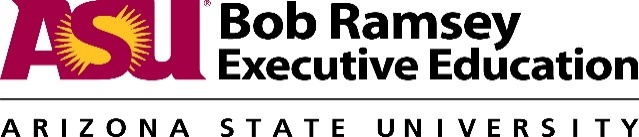 ASU® Bob Ramsey
Executive Education
ARIZONA STATE UNIVERSITY